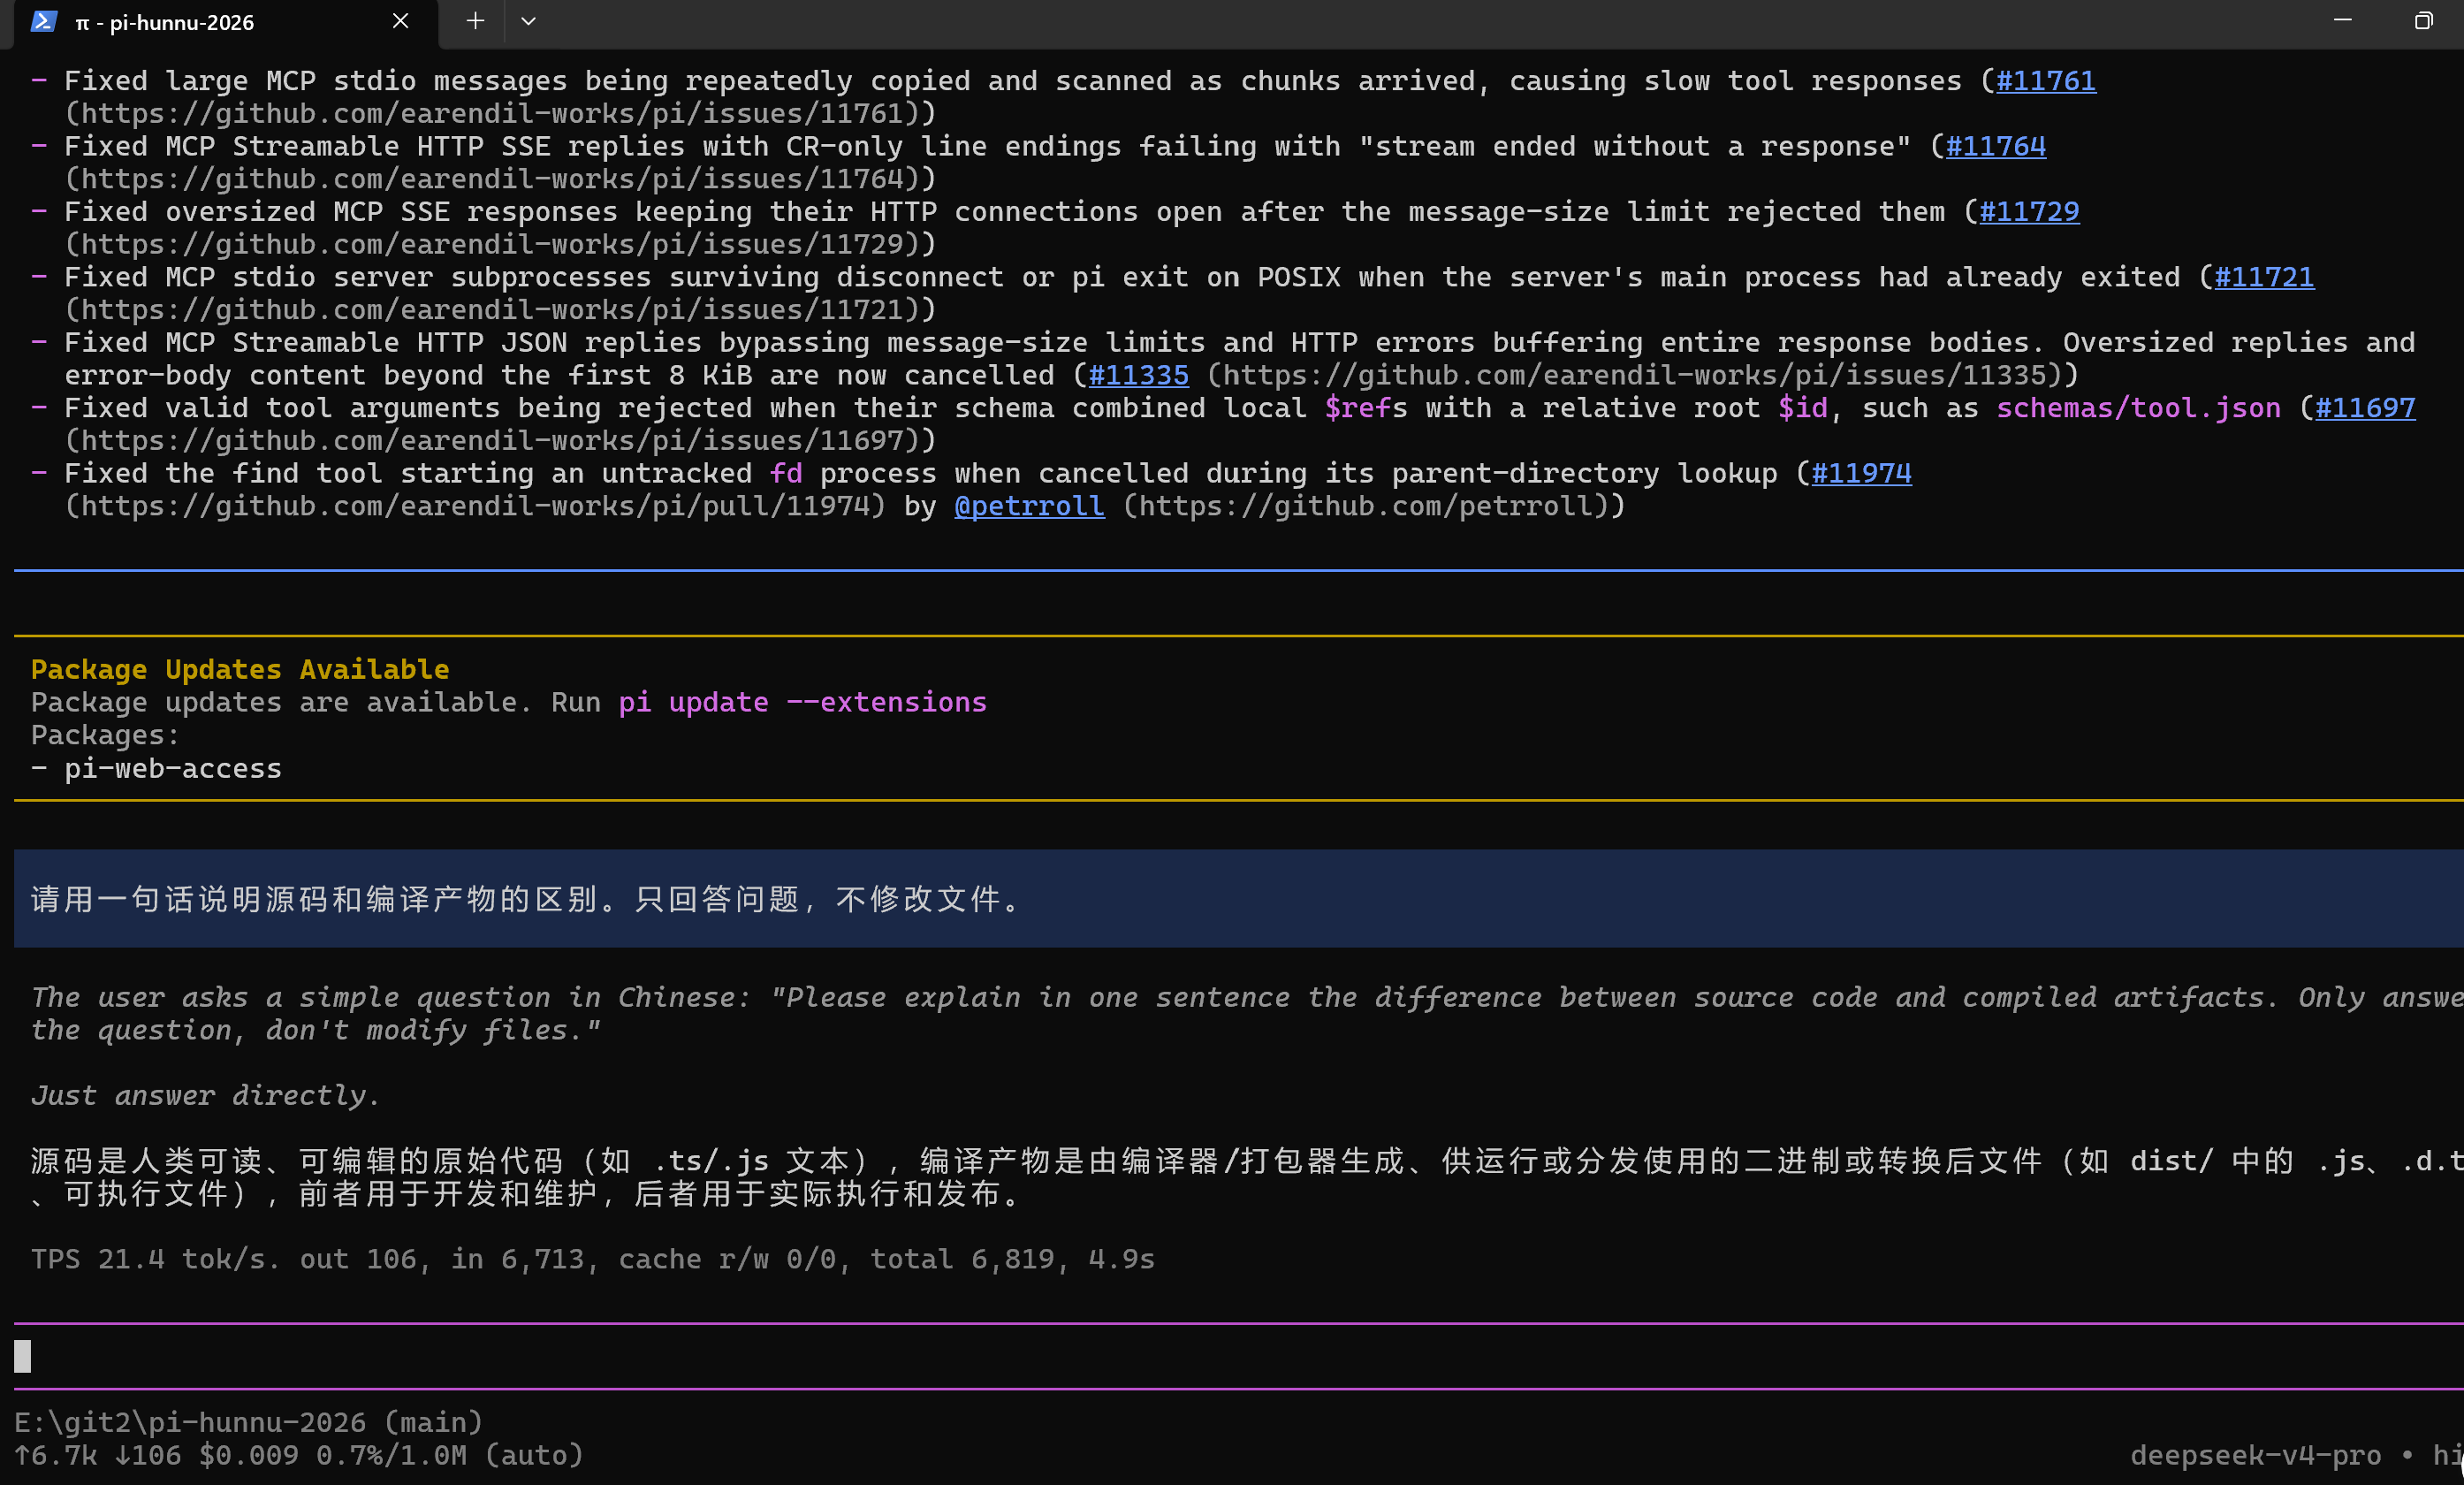 π - pi-hunnu-2026
- Fixed large MCP stdio messages being repeatedly copied and scanned as chunks arrived, causing slow tool responses (#11761
(https://github.com/earendil-works/pi/issues/11761))
- Fixed MCP Streamable HTTP SSE replies with CR-only line endings failing with "stream ended without a response" (#11764
(https://github.com/earendil-works/pi/issues/11764))
- Fixed oversized MCP SSE responses keeping their HTTP connections open after the message-size limit rejected them (#11729
(https://github.com/earendil-works/pi/issues/11729))
- Fixed MCP stdio server subprocesses surviving disconnect or pi exit on POSIX when the server's main process had already exited (#11721
(https://github.com/earendil-works/pi/issues/11721))
- Fixed MCP Streamable HTTP JSON replies bypassing message-size limits and HTTP errors buffering entire response bodies. Oversized replies and
error-body content beyond the first 8 KiB are now cancelled (#11335 (https://github.com/earendil-works/pi/issues/11335))
- Fixed valid tool arguments being rejected when their schema combined local $refs with a relative root $id, such as schemas/tool.json (#11697
(https://github.com/earendil-works/pi/issues/11697))
- Fixed the find tool starting an untracked fd process when cancelled during its parent-directory lookup (#11974
(https://github.com/earendil-works/pi/pull/11974) by @petrroll (https://github.com/petrroll))
Package Updates Available
Package updates are available. Run pi update --extensions
Packages:
- pi-web-access
请用一句话说明源码和编译产物的区别。只回答问题，不修改文件。
The user asks a simple question in Chinese: "Please explain in one sentence the difference between source code and compiled artifacts. Only answe
the question, don't modify files."
Just answer directly.
源码是人类可读、可编辑的原始代码（如 .ts/.js 文本），编译产物是由编译器/打包器生成、供运行或分发使用的二进制或转换后文件（如 dist/ 中的 .js、.d.t
、可执行文件），前者用于开发和维护，后者用于实际执行和发布。
TPS 21.4 tok/s. out 106, in 6,713, cache r/w 0/0, total 6,819, 4.9s
E:\git2\pi-hunnu-2026 (main)
↑6.7k ↓106 $0.009 0.7%/1.0M (auto) deepseek-v4-pro • hi